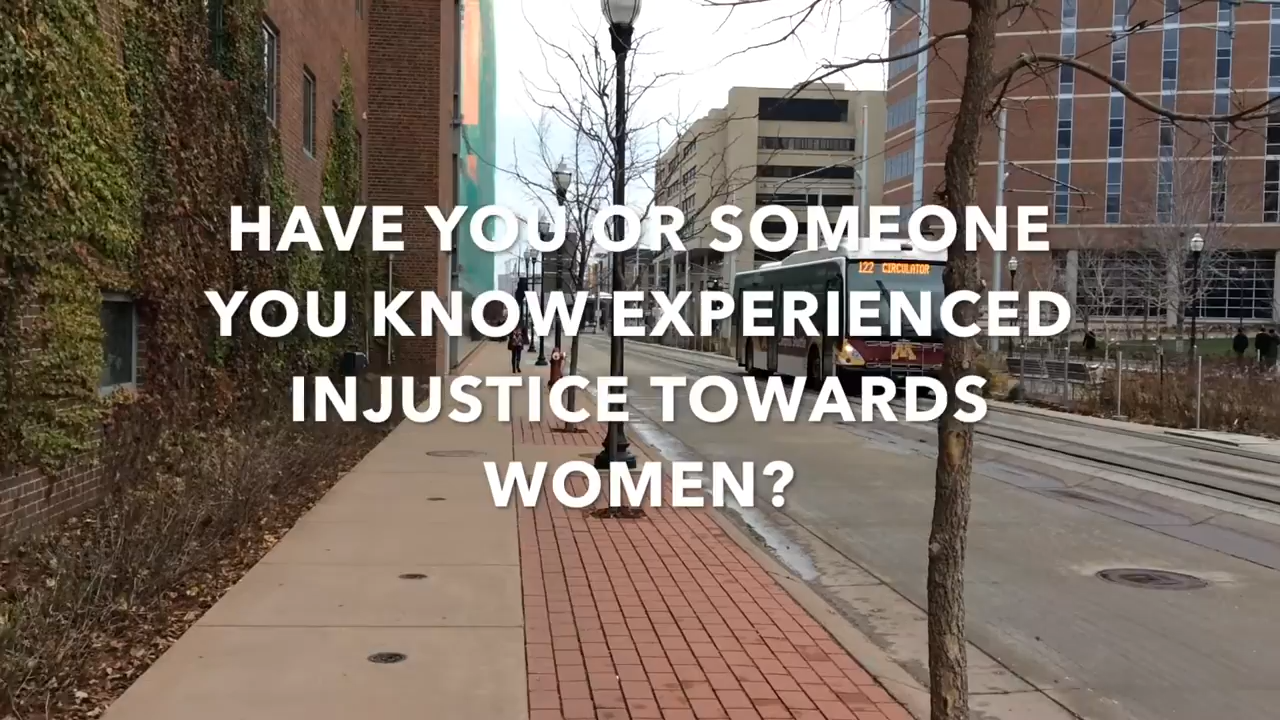 HAVE YOU OR SOMEONE
YOU KNOW EXPERIENCED
INJUSTICE TOWARDS
WOMEN?
122 CIRCULATOR
M